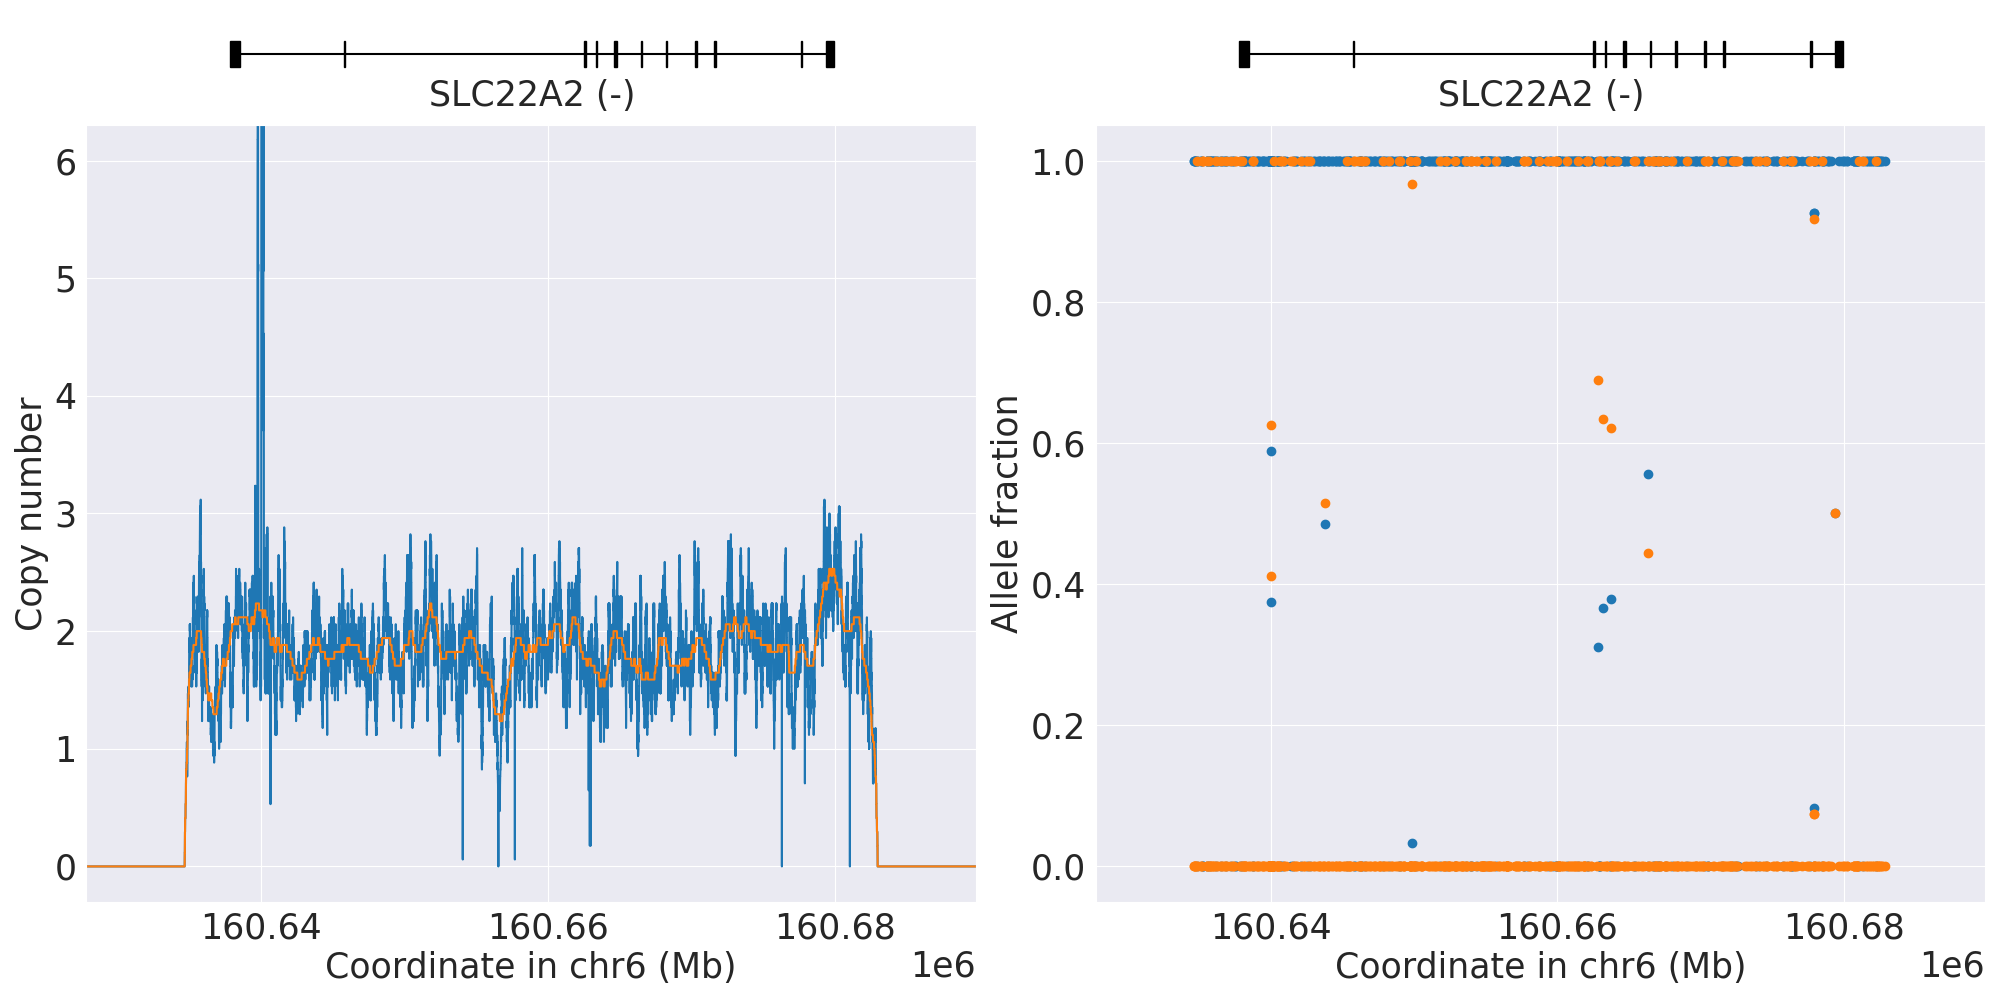 SLC22A2 (-)
SLC22A2 (-)
Copy number
6
5
4
3
2
1
0
160.64
160.66
160.68
Coordinate in chr6 (Mb)
1e6
Allele fraction
1.0
0.8
0.6
0.4
0.2
0.0
160.64
160.66
160.68
Coordinate in chr6 (Mb)
1e6